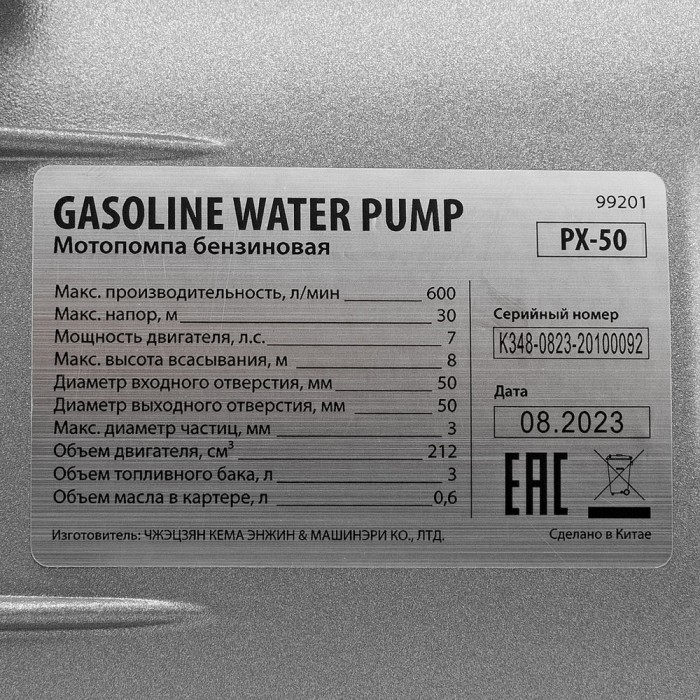 GASOLINE WATER PUMP
Мотопомпа бензиновая
99201
PX-50
Макс. производительность, л/мин 600
Макс. напор, м 30
Мощность двигателя, л.с. 7
Макс. высота всасывания, м 8
Диаметр входного отверстия, мм 50
Диаметр выходного отверстия, мм 50
Макс. диаметр частиц, мм 3
Объем двигателя, см³ 212
Объем топливного бака, л 3
Объем масла в картере, л 0,6
Серийный номер
K348-0823-20100092
Дата
08.2023
EAC
Изготовитель: ЧЖЭЦЗЯН КЕМА ЭНЖИН & МАШИНЭРИ КО., ЛТД.
Сделано в Китае